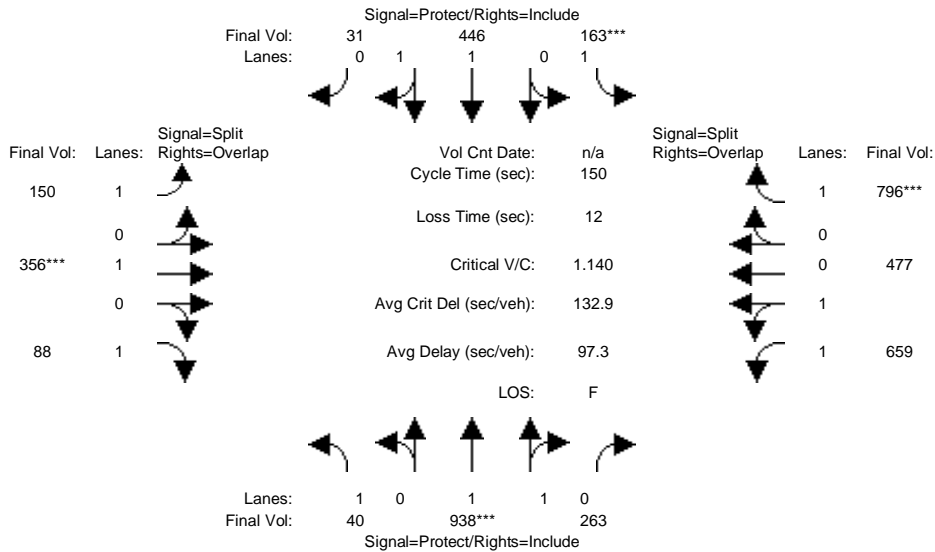 Signal=Protect/Rights=Include
Final Vol: 31 446 163***
Lanes: 0 1 1 0 1
Signal=Split Signal=Split
Final Vol: Lanes: Rights=Overlap Vol Cnt Date: n/a Rights=Overlap Lanes: Final Vol:
Cycle Time (sec): 150
150 1 1 796***
Loss Time (sec): 12
0 0
356*** 1 Critical V/C: 1.140 0 477
0 Avg Crit Del (sec/veh): 132.9 1
88 1 Avg Delay (sec/veh): 97.3 1 659
LOS: F
Lanes: 1 0 1 1 0
Final Vol: 40 938*** 263
Signal=Protect/Rights=Include